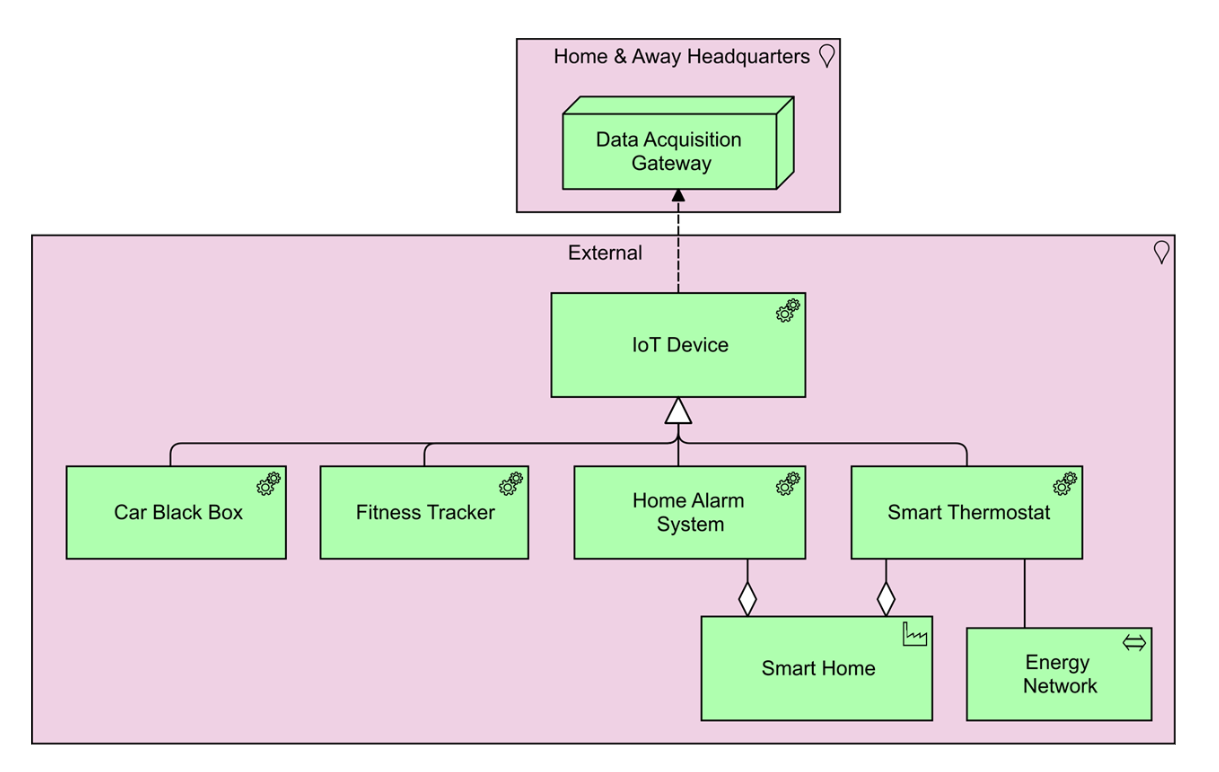 Home & Away Headquarters
Data Acquisition
Gateway
External
IoT Device
Car Black Box
Fitness Tracker
Home Alarm
System
Smart Thermostat
Smart Home
Energy
Network